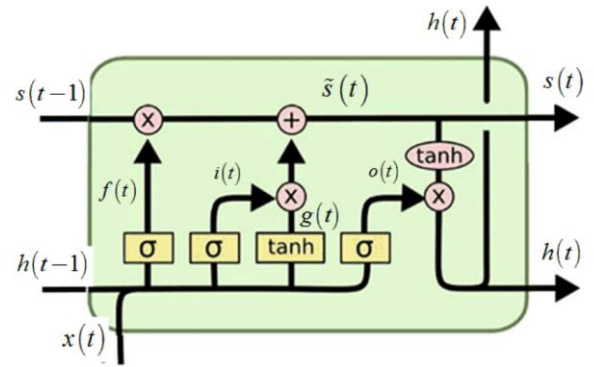 h(t)
s(t−1)
s̃(t)
s(t)
x
+
tanh
f(t)
i(t)
x
o(t)
x
g(t)
σ
σ
tanh
σ
h(t−1)
h(t)
x(t)